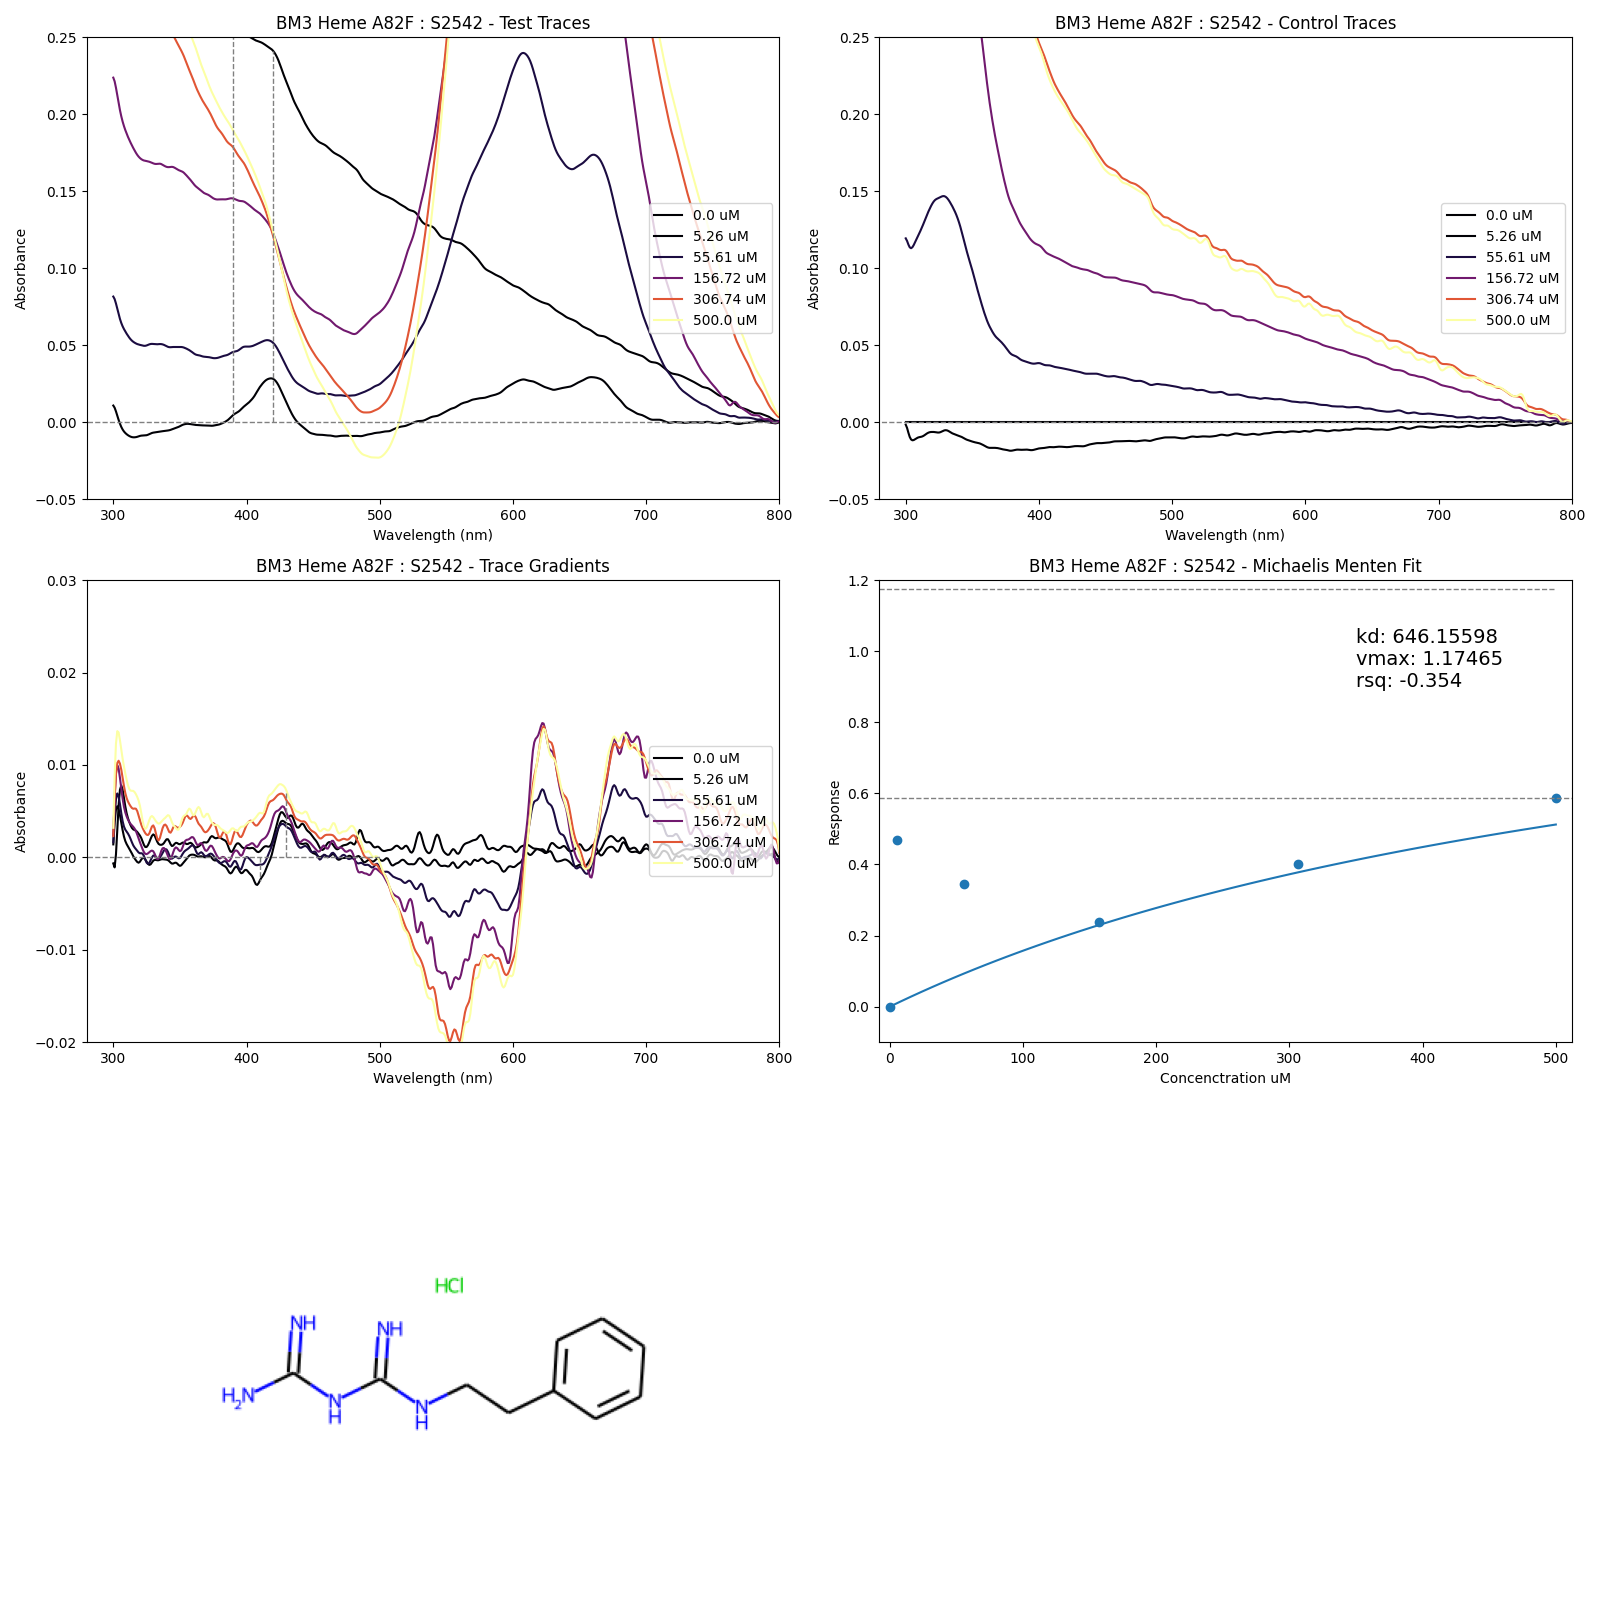 BM3 Heme A82F : S2542 - Test Traces
0.25
0.20
0.15
0.10
0.05
0.00
−0.05
Absorbance
300
400
500
600
700
800
Wavelength (nm)
0.0 uM
5.26 uM
55.61 uM
156.72 uM
306.74 uM
500.0 uM
BM3 Heme A82F : S2542 - Control Traces
0.25
0.20
0.15
0.10
0.05
0.00
−0.05
Absorbance
300
400
500
600
700
800
Wavelength (nm)
0.0 uM
5.26 uM
55.61 uM
156.72 uM
306.74 uM
500.0 uM
BM3 Heme A82F : S2542 - Trace Gradients
0.03
0.02
0.01
0.00
−0.01
−0.02
Absorbance
300
400
500
600
700
800
Wavelength (nm)
0.0 uM
5.26 uM
55.61 uM
156.72 uM
306.74 uM
500.0 uM
BM3 Heme A82F : S2542 - Michaelis Menten Fit
1.2
1.0
0.8
0.6
0.4
0.2
0.0
Response
kd: 646.15598
vmax: 1.17465
rsq: -0.354
0
100
200
300
400
500
Concenctration uM
HCl
NH
NH
H2N
N
H
N
H